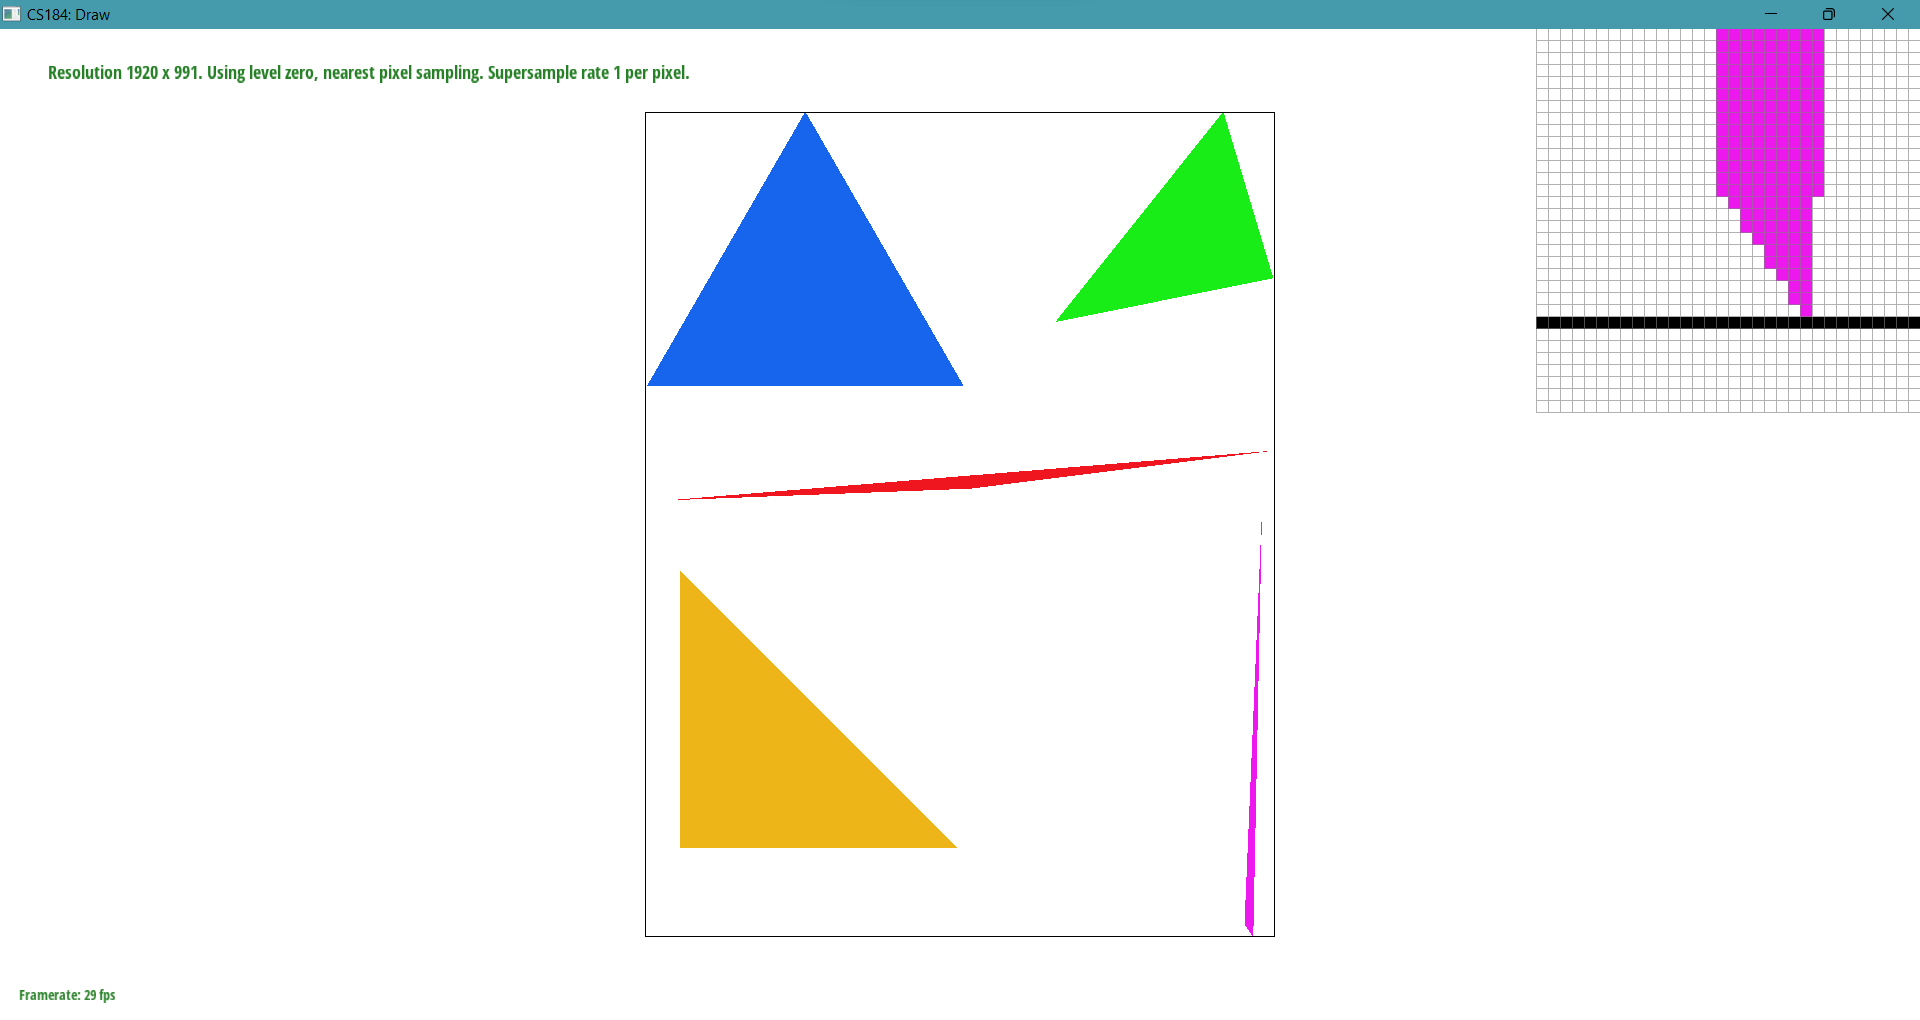 CS184: Draw
Resolution 1920 x 991. Using level zero, nearest pixel sampling. Supersample rate 1 per pixel.
Framerate: 29 fps